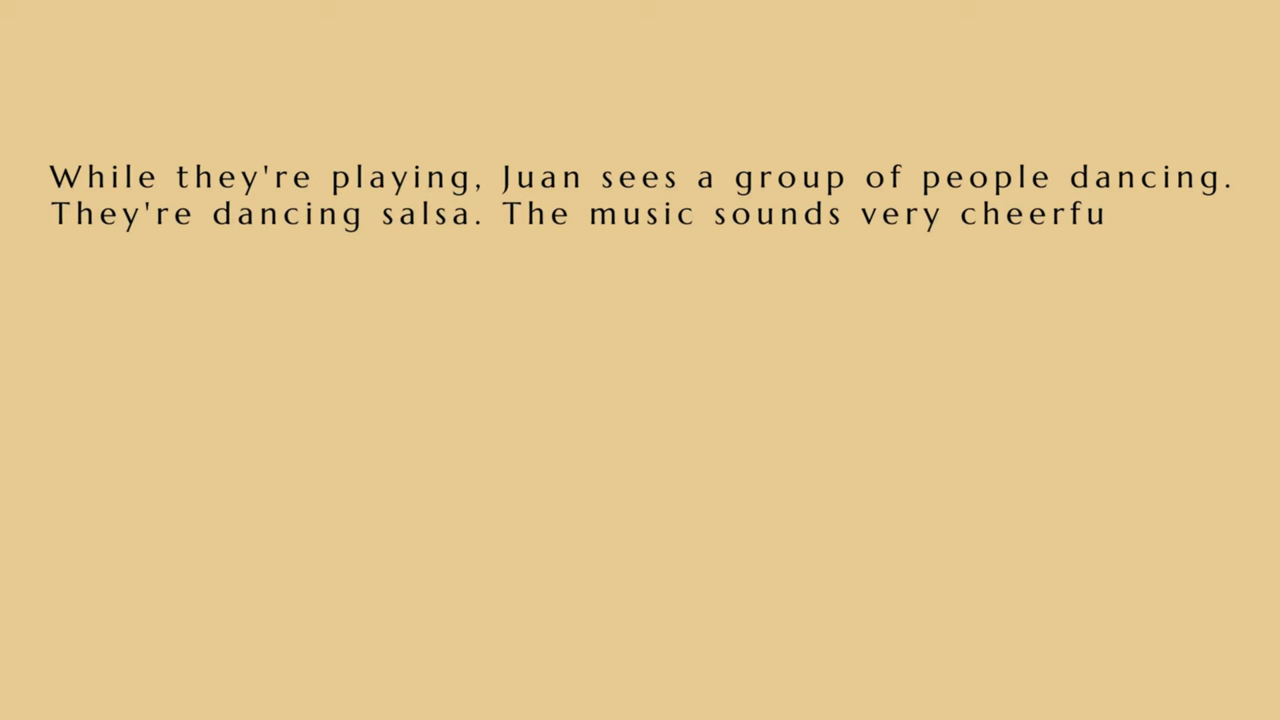 While they're playing, Juan sees a group of people dancing.
They're dancing salsa. The music sounds very cheerfu